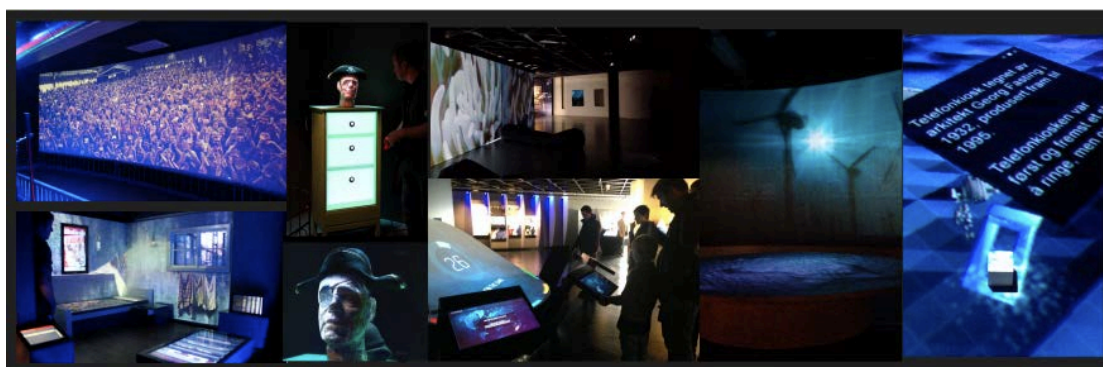 26
Telefonkiosk tegnet av
arkitekt Georg Fasting i
1932, produsert fram til
1995.
Telefonkiosken var
først og fremst et s
å ringe, men